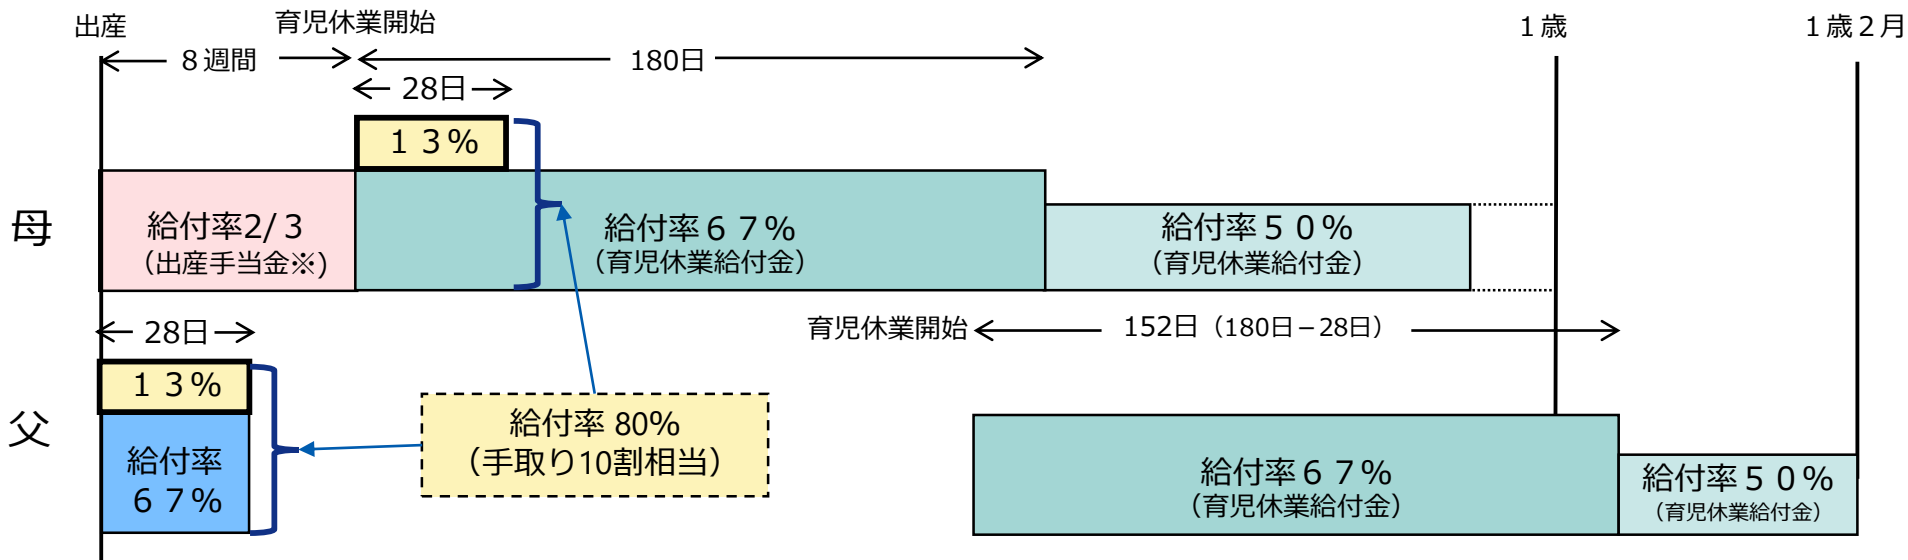 出産
育児休業開始
１歳
１歳２月
８週間
180日
28日
１３%
母
給付率2/３
（出産手当金※)
給付率６７%
（育児休業給付金）
給付率５０%
（育児休業給付金）
28日
育児休業開始
152日（180日－28日）
１３%
父
給付率
６７%
給付率 80%
（手取り10割相当）
給付率６７%
（育児休業給付金）
給付率５０%
（育児休業給付金）